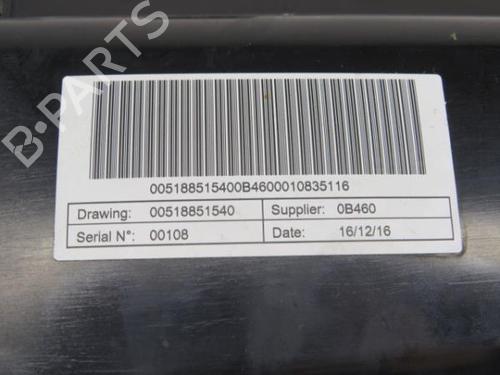 B-PARTS
005188515400B4600010835116
Drawing: 00518851540 Supplier: 0B460
Serial N°: 00108 Date: 16/12/16